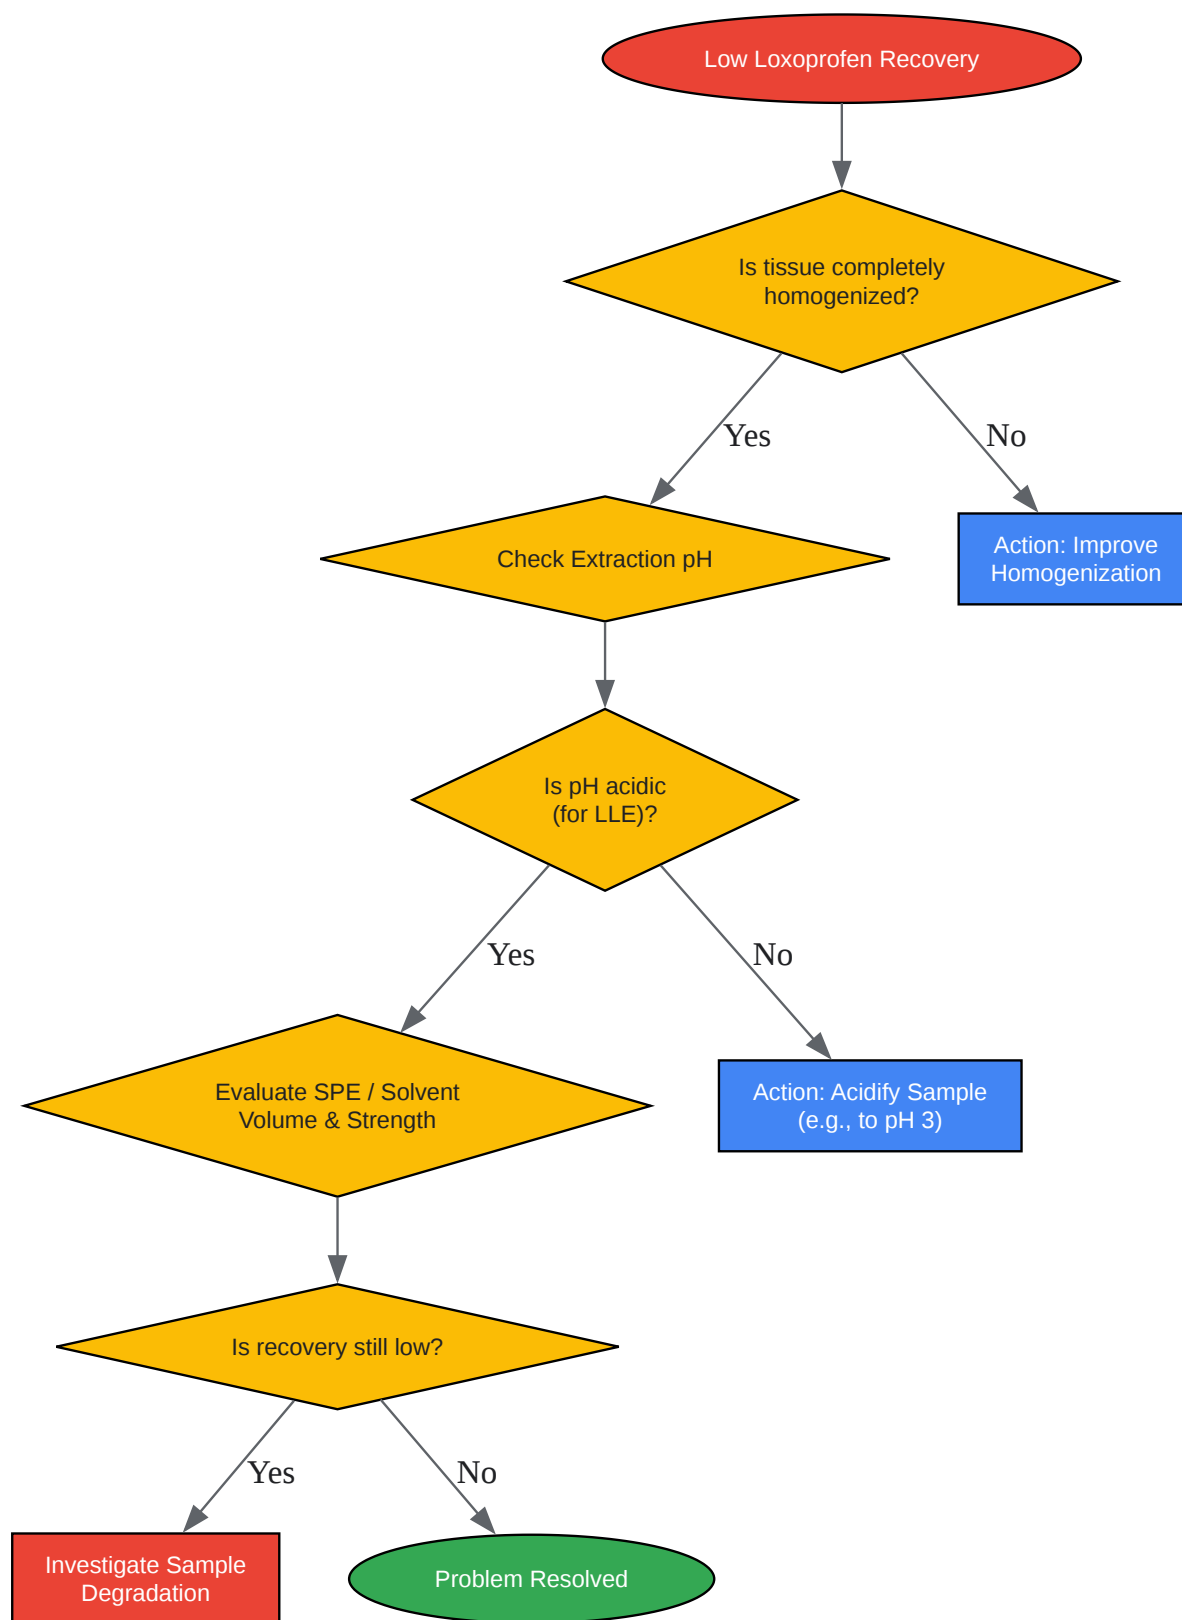 Low Loxoprofen Recovery
Is tissue completely
homogenized?
Yes
No
Check Extraction pH
Action: Improve
Homogenization
Is pH acidic
(for LLE)?
Yes
No
Evaluate SPE / Solvent
Volume & Strength
Action: Acidify Sample
(e.g., to pH 3)
Is recovery still low?
Yes
No
Investigate Sample
Degradation
Problem Resolved